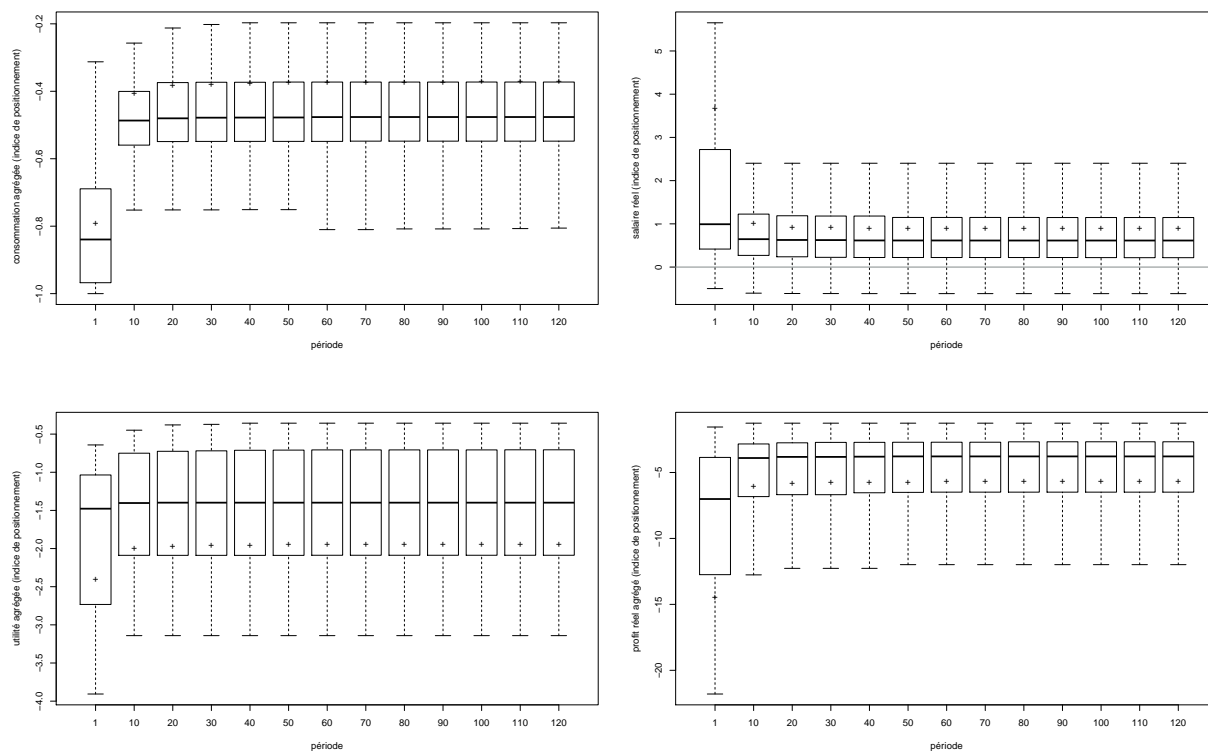 consommation agrégée (indice de positionnement)
−0.2
−0.4
−0.6
−0.8
−1.0
1 10 20 30 40 50 60 70 80 90 100 110 120
période
salaire réel (indice de positionnement)
5
4
3
2
1
0
1 10 20 30 40 50 60 70 80 90 100 110 120
période
utilité agrégée (indice de positionnement)
−0.5
−1.0
−1.5
−2.0
−2.5
−3.0
−3.5
−4.0
1 10 20 30 40 50 60 70 80 90 100 110 120
période
profit réel agrégé (indice de positionnement)
−5
−10
−15
−20
1 10 20 30 40 50 60 70 80 90 100 110 120
période